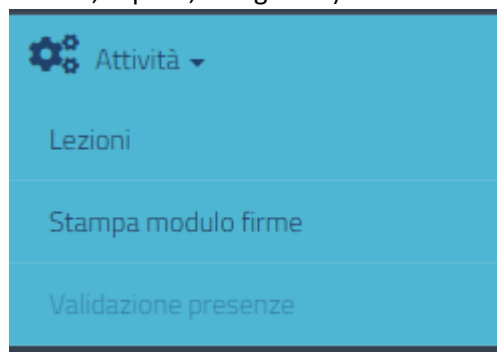 Attività
Lezioni
Stampa modulo firme
Validazione presenze